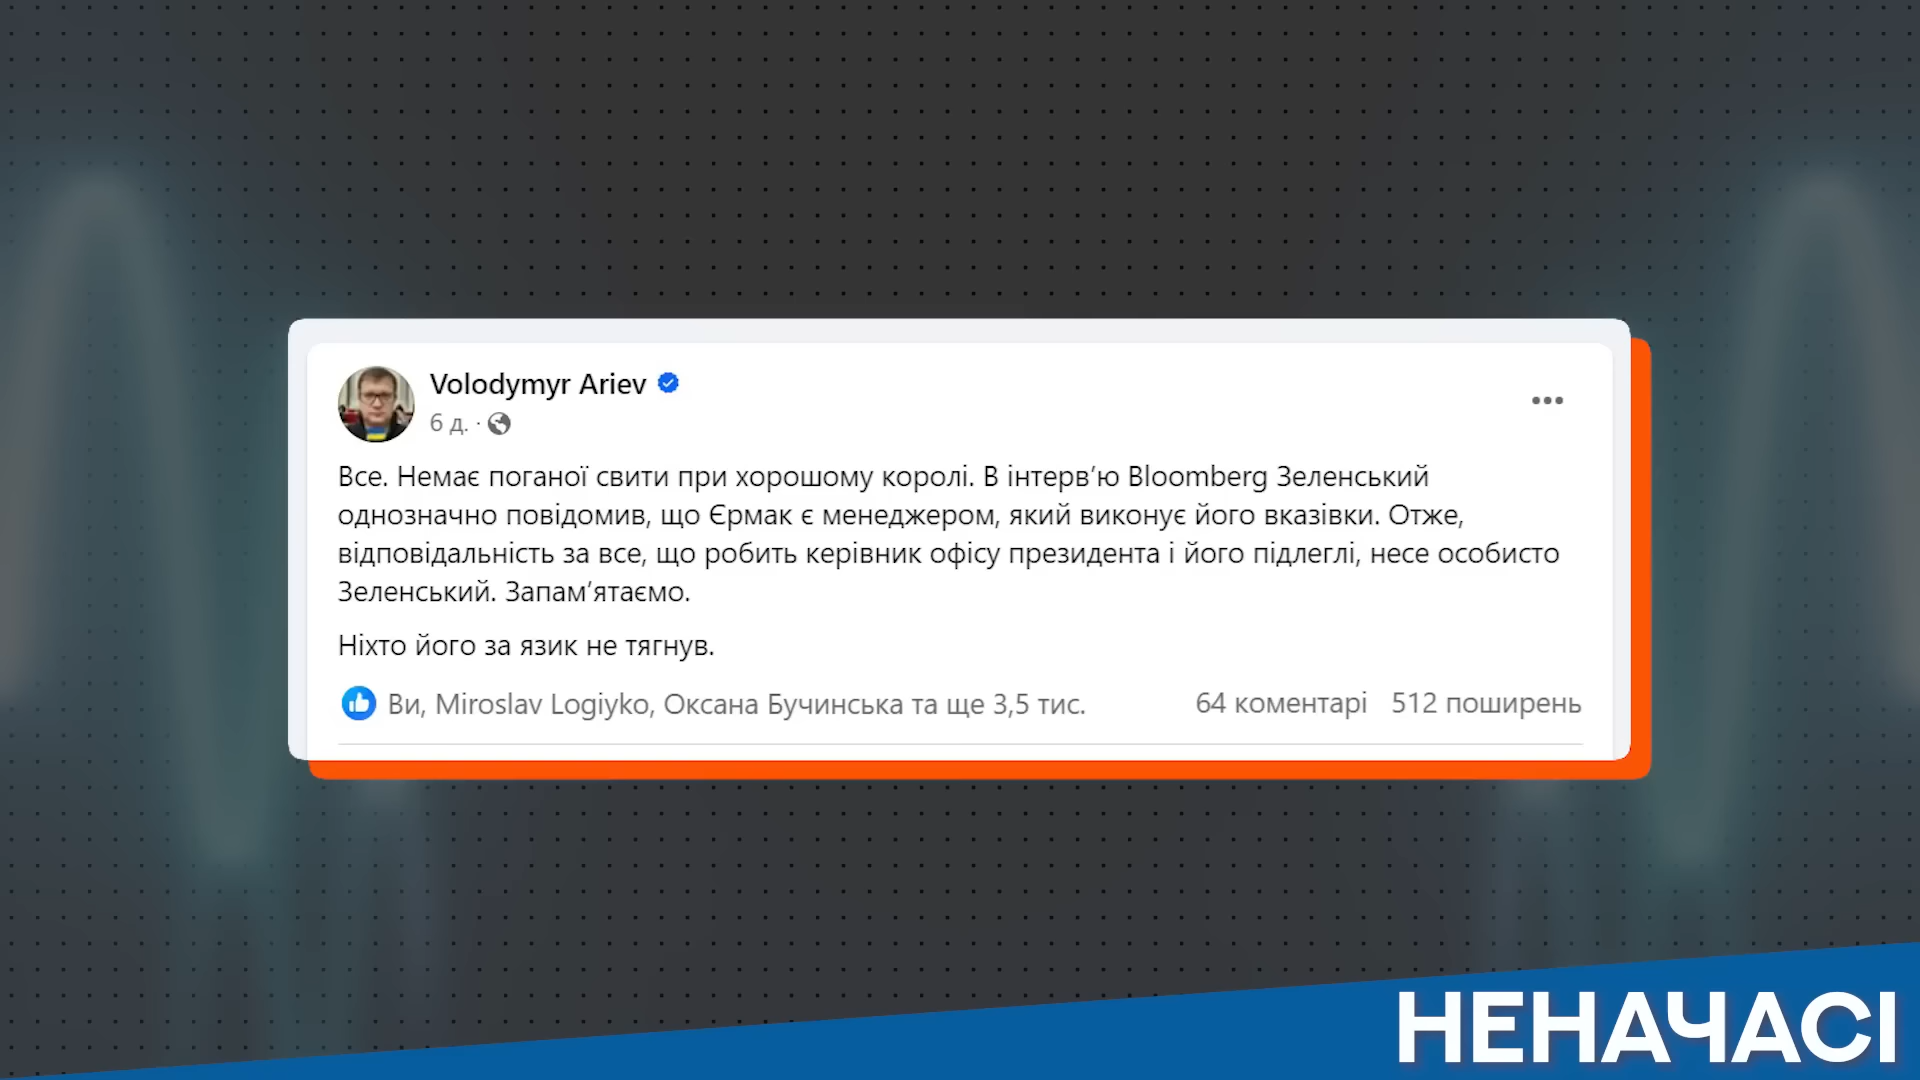 Volodymyr Ariev
6 д. ·
Все. Немає поганої свити при хорошому королі. В інтерв’ю Bloomberg Зеленський
однозначно повідомив, що Єрмак є менеджером, який виконує його вказівки. Отже,
відповідальність за все, що робить керівник офісу президента і його підлеглі, несе особисто
Зеленський. Запам’ятаємо.
Ніхто його за язик не тягнув.
Ви, Miroslav Logiyko, Оксана Бучинська та ще 3,5 тис.
64 коментарі 512 поширень
НЕНАЧАСІ